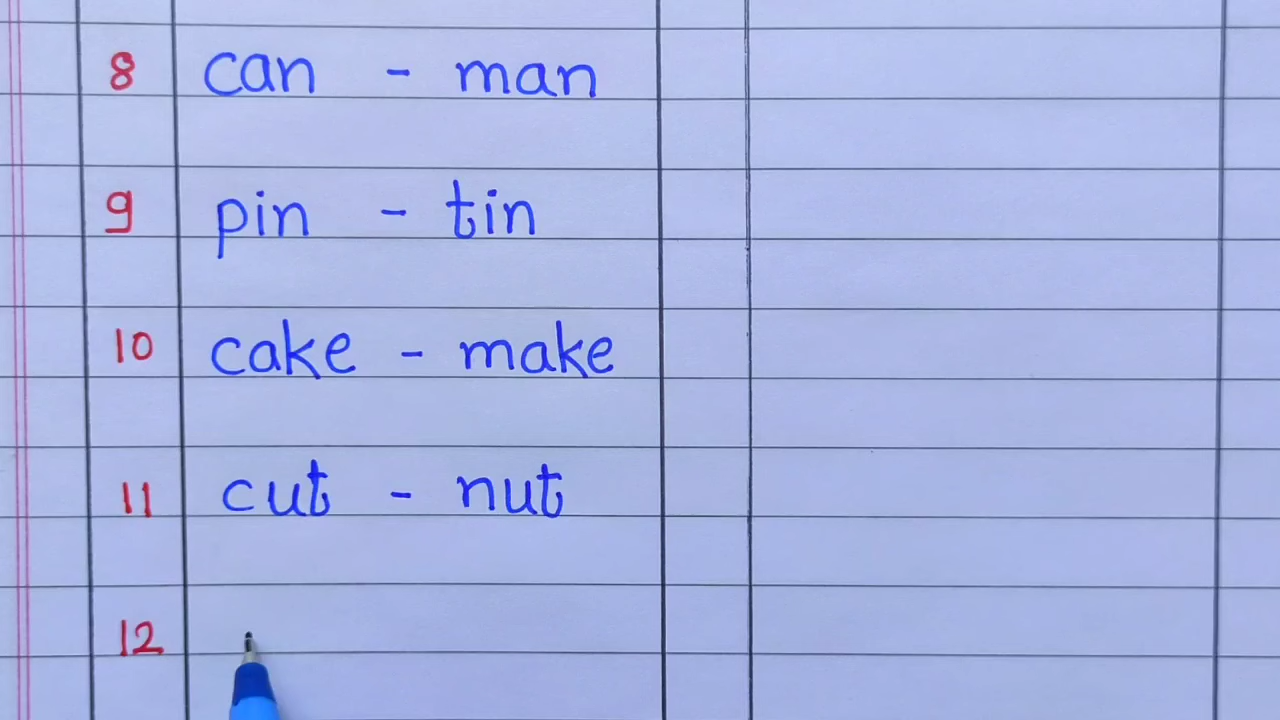 8 can - man
9 pin - tin
10 cake - make
11 cut - nut
12